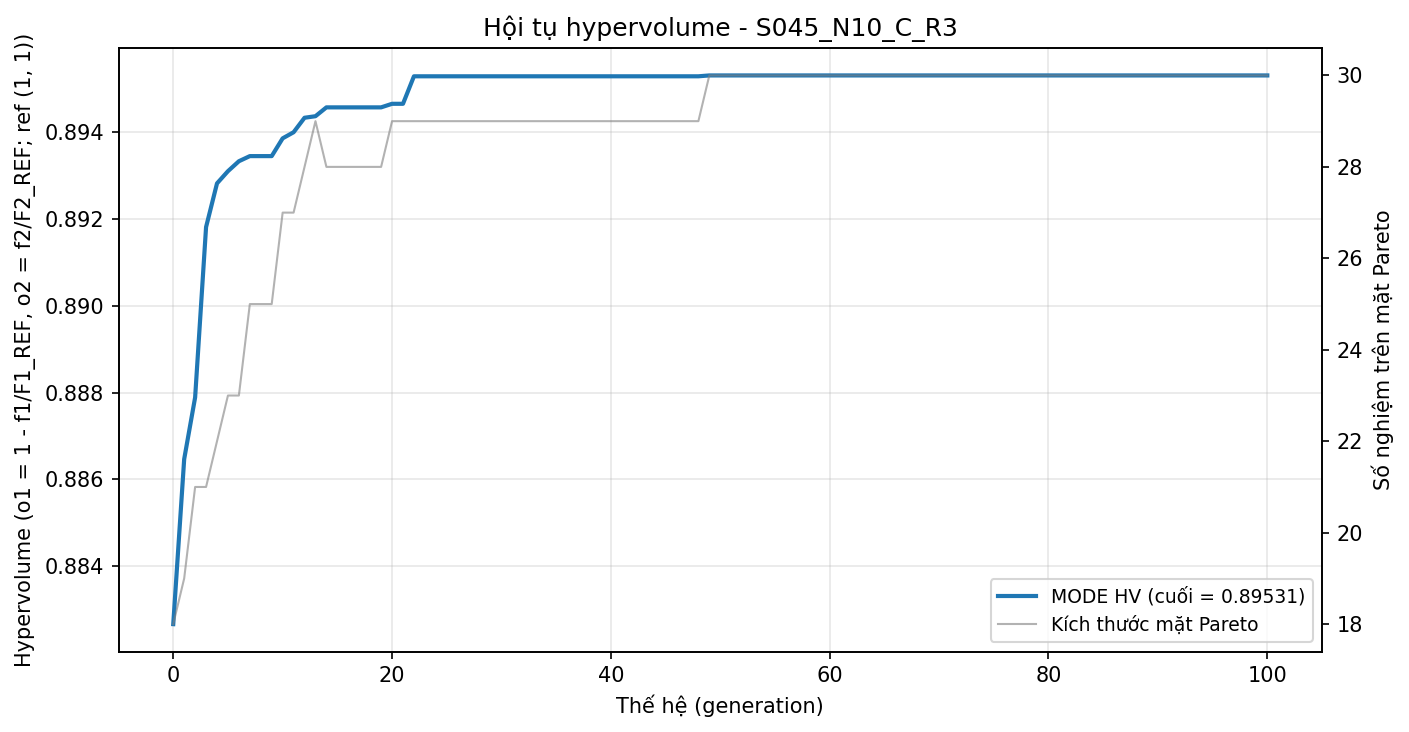 Hội tụ hypervolume - S045_N10_C_R3
Hypervolume (o1 = 1 - f1/F1_REF, o2 = f2/F2_REF; ref (1, 1))
0.894
0.892
0.890
0.888
0.886
0.884
30
28
26
24
22
20
18
Số nghiệm trên mặt Pareto
MODE HV (cuối = 0.89531)
Kích thước mặt Pareto
0 20 40 60 80 100
Thế hệ (generation)